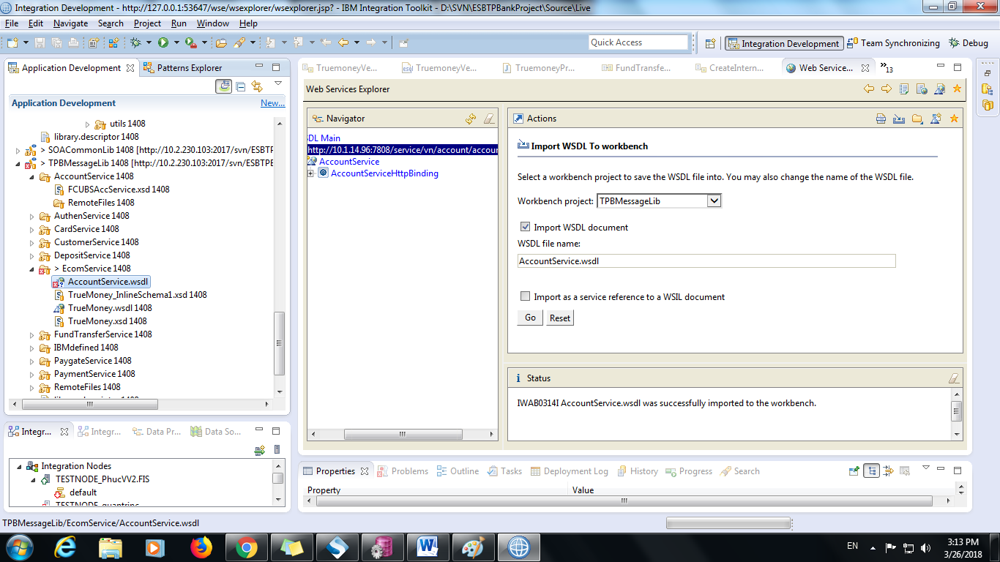 Integration Development - http://127.0.0.1:53647/wse/wsexplorer/wsexplorer.jsp? - IBM Integration Toolkit - D:\SVN\ESBTPBankProject\Source\Live
File Edit Navigate Search Project Run Window Help
Quick Access
Integration Development Team Synchronizing Debug
Application Development Patterns Explorer
Application Development New...
utils 1408
library.descriptor 1408
> SOACommonLib 1408 [http://10.2.230.103:2017/svn/ESBTP
> TPBMessageLib 1408 [http://10.2.230.103:2017/svn/ESBTPE
AccountService 1408
FCUBSAccService.xsd 1408
RemoteFiles 1408
AuthenService 1408
CardService 1408
CustomerService 1408
DepositService 1408
> EcomService 1408
AccountService.wsdl
TrueMoney_InlineSchema1.xsd 1408
TrueMoney.wsdl 1408
TrueMoney.xsd 1408
FundTransferService 1408
IBMdefined 1408
PaygateService 1408
PaymentService 1408
RemoteFiles 1408
Integr... Integr... Data Pr... Data So...
Integration Nodes
TESTNODE_PhucVV2.FIS
default
TruemoneyVe... TruemoneyVe... TruemoneyPr... FundTransfe... CreateIntern... Web Service... »13
Web Services Explorer
Navigator
SDL Main
http://10.1.14.96:7808/service/vn/account/accour
AccountService
AccountServiceHttpBinding
Actions
Import WSDL To workbench
Select a workbench project to save the WSDL file into. You may also change the name of the WSDL file.
Workbench project: TPBMessageLib
Import WSDL document
WSDL file name:
AccountService.wsdl
Import as a service reference to a WSIL document
Go Reset
Status
IWAB0314I AccountService.wsdl was successfully imported to the workbench.
Properties Problems Outline Tasks Deployment Log History Progress Search
Property Value
TPBMessageLib/EcomService/AccountService.wsdl
EN
3:13 PM
3/26/2018